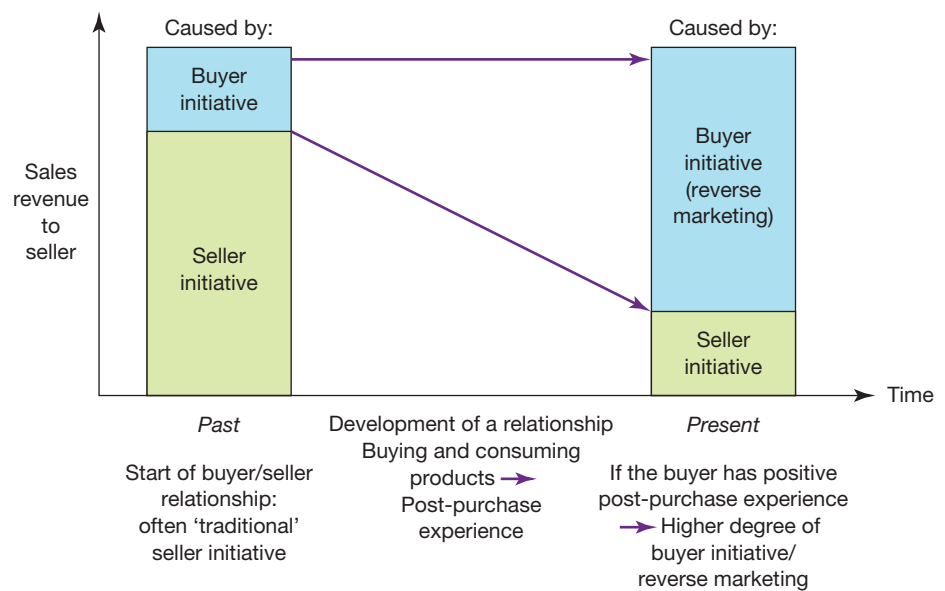 Caused by:
Caused by:
Buyer
initiative
Seller
initiative
Buyer
initiative
(reverse
marketing)
Seller
initiative
Sales
revenue
to
seller
Time
Past
Start of buyer/seller
relationship:
often ‘traditional’
seller initiative
Development of a relationship
Buying and consuming
products
Post-purchase
experience
Present
If the buyer has positive
post-purchase experience
Higher degree of
buyer initiative/
reverse marketing